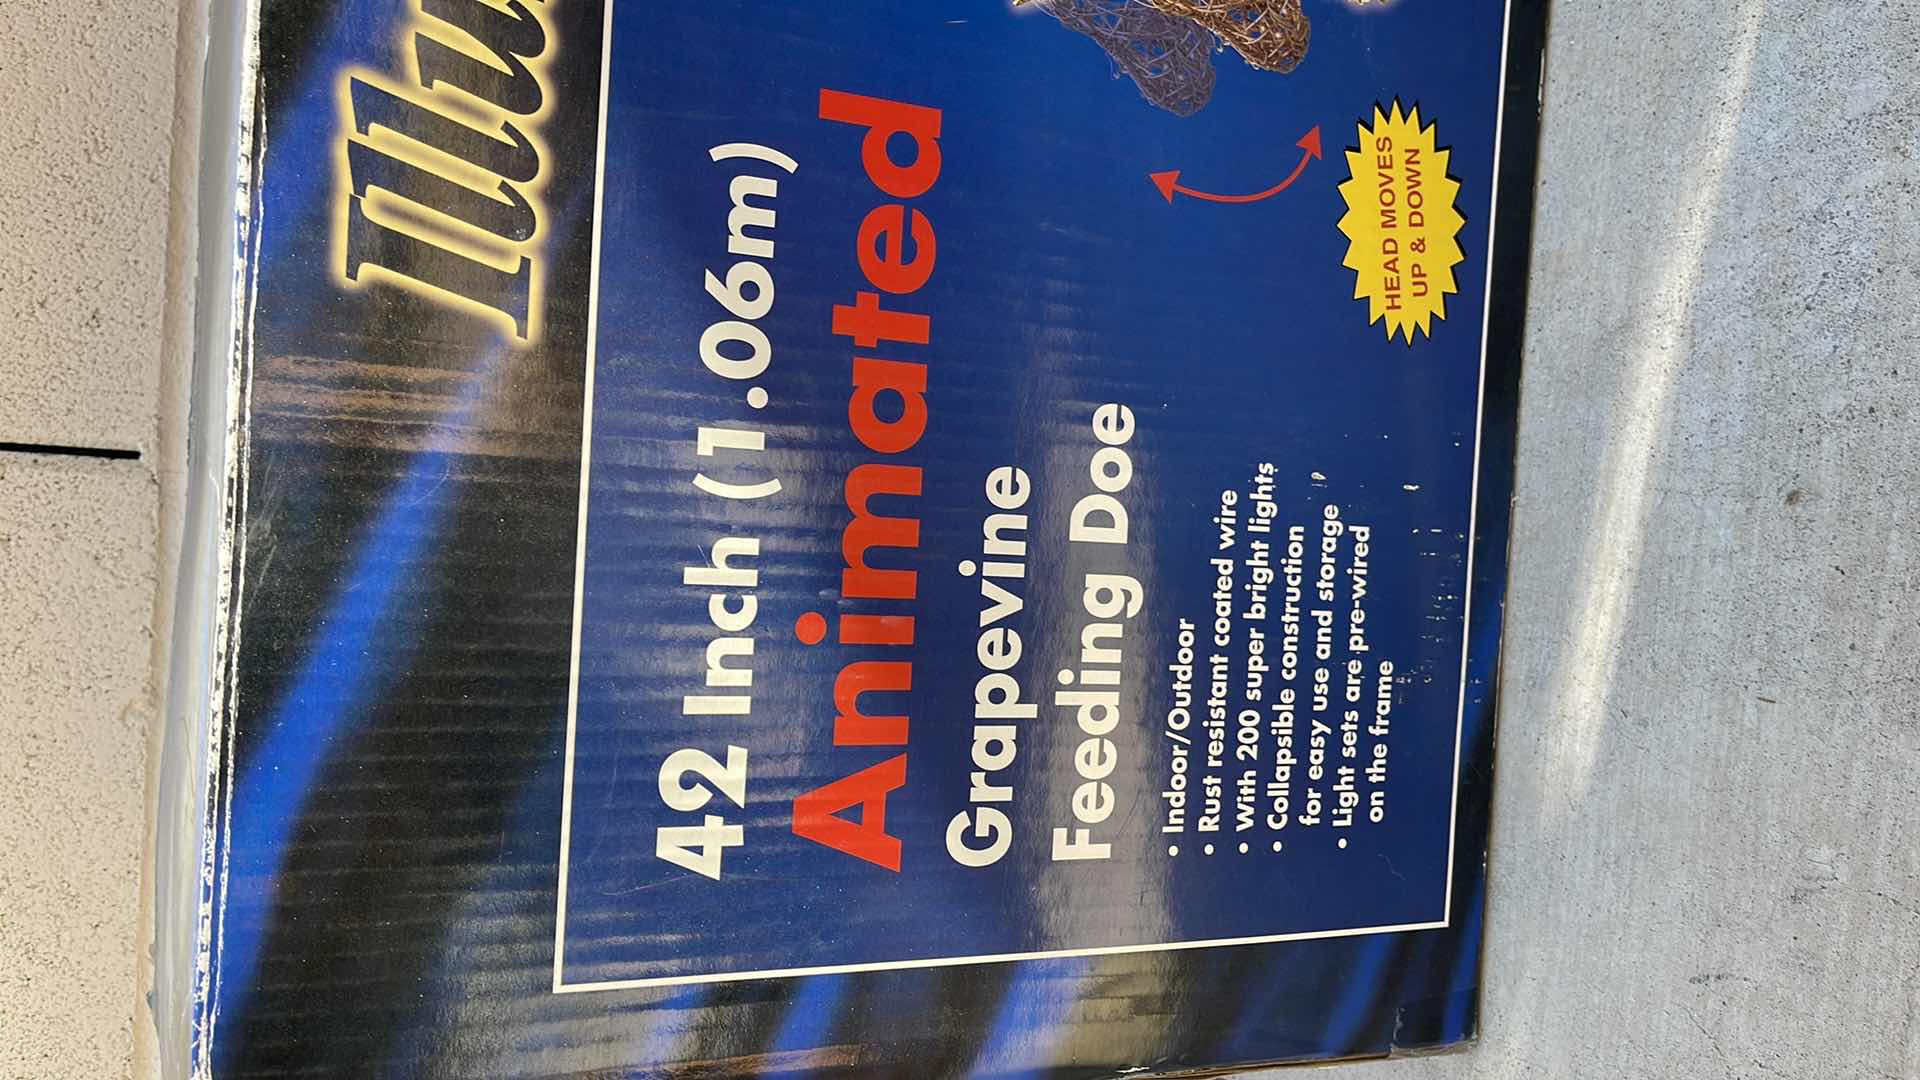 42 Inch (1.06m)
Animated
Grapevine
Feeding Doe
• Indoor/Outdoor
• Rust resistant coated wire
• With 200 super bright lights
• Collapsible construction
for easy use and storage
• Light sets are pre-wired
on the frame
HEAD MOVES
UP & DOWN